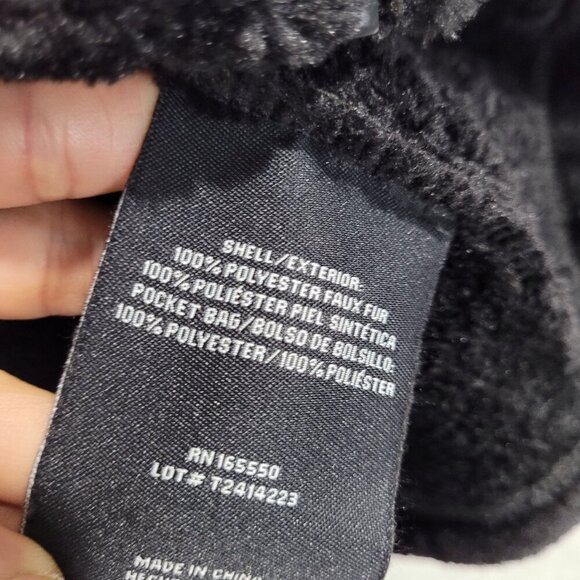 SHELL/EXTERIOR:
100% POLYESTER FAUX FUR
100% POLIÉSTER PIEL SINTÉTICA
POCKET BAG/BOLSO DE BOLSILLO:
100% POLYESTER/100% POLIÉSTER
RN 165550
LOT# T2414223
MADE IN CHINA